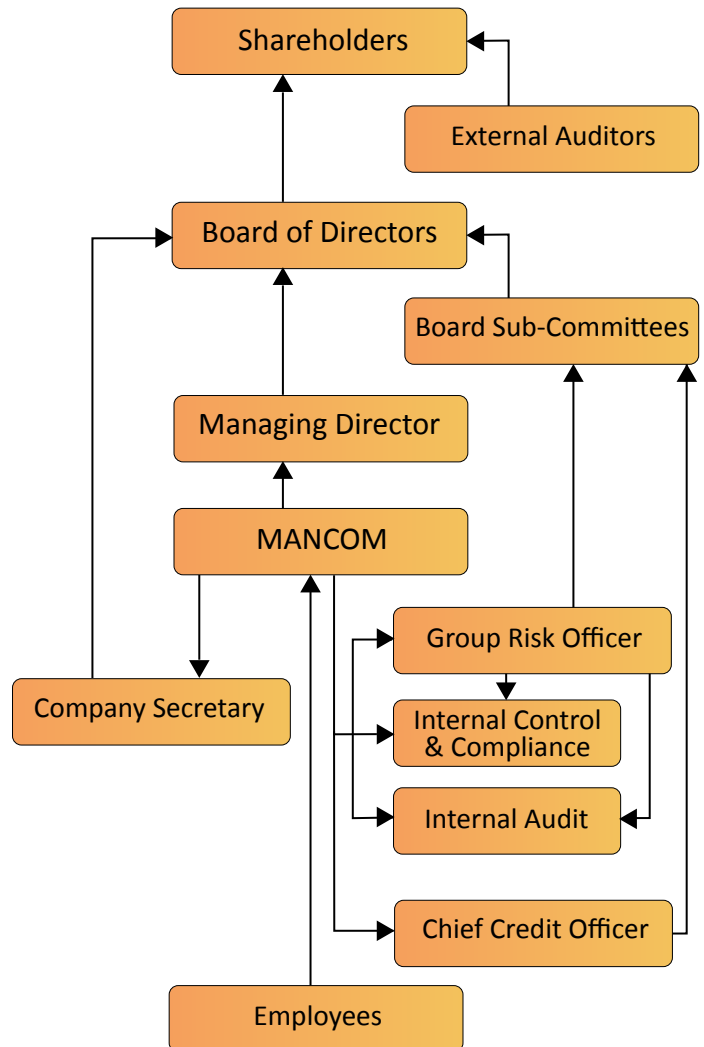 Shareholders
External Auditors
Board of Directors
Board Sub-Committees
Managing Director
MANCOM
Group Risk Officer
Company Secretary
Internal Control
& Compliance
Internal Audit
Chief Credit Officer
Employees